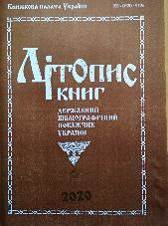 Книжкова палата України
Літопис
книг
державний
бібліографічний
покажчик
України
2020